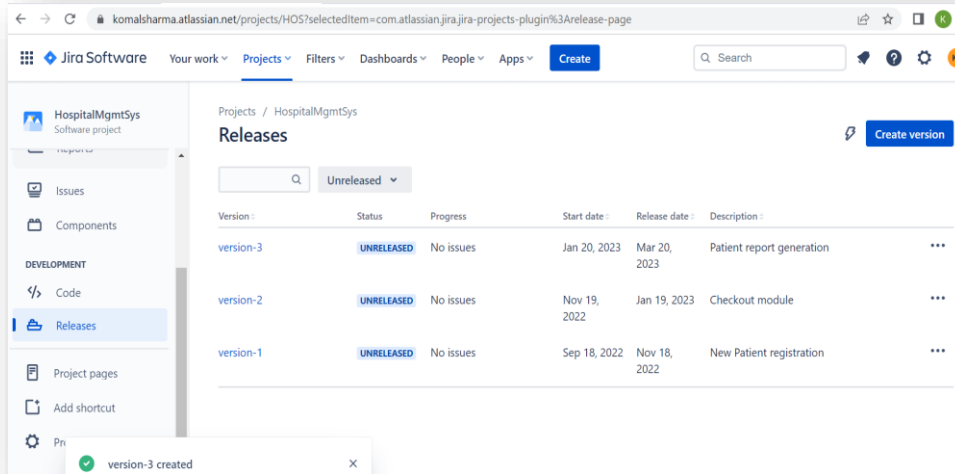 komalsharma.atlassian.net/projects/HOS?selectedItem=com.atlassian.jira.jira-projects-plugin%3Arelease-page
K
Jira Software
Your work
Projects
Filters
Dashboards
People
Apps
Create
Search
HospitalMgmtSys
Software project
Reports
Issues
Components
DEVELOPMENT
Code
Releases
Project pages
Add shortcut
Projects / HospitalMgmtSys
Releases
Create version
Unreleased
Version Status Progress Start date Release date Description
version-3 UNRELEASED No issues Jan 20, 2023 Mar 20, Patient report generation
2023
version-2 UNRELEASED No issues Nov 19, Jan 19, 2023 Checkout module
2022
version-1 UNRELEASED No issues Sep 18, 2022 Nov 18, New Patient registration
2022
version-3 created